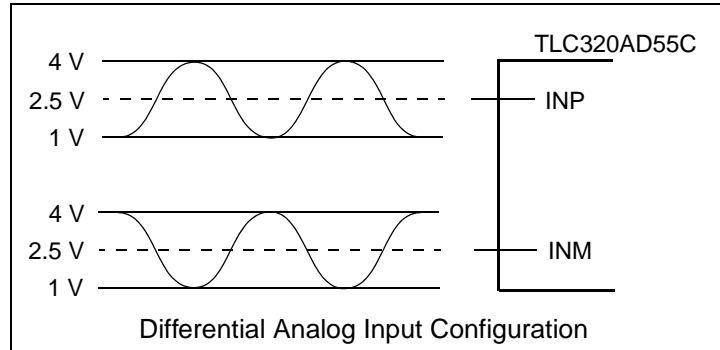 TLC320AD55C
4 V
2.5 V
INP
1 V
4 V
2.5 V
INM
1 V
Differential Analog Input Configuration